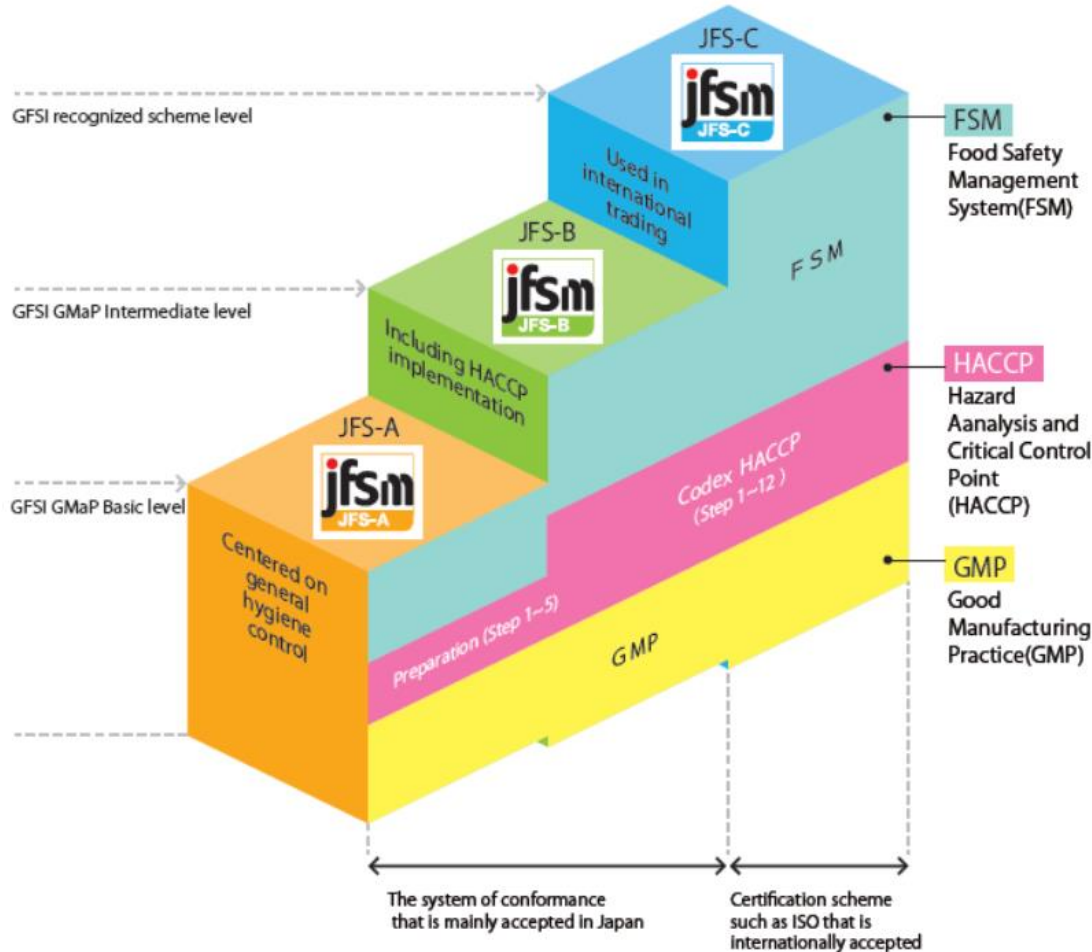 JFS-C
jfsm
JFS-C
GFSI recognized scheme level
Used in
international
trading
FSM
Food Safety
Management
System(FSM)
FSM
JFS-B
jfsm
JFS-B
GFSI GMaP Intermediate level
Including HACCP
implementation
HACCP
Hazard
Aanalysis and
Critical Control
Point
(HACCP)
JFS-A
jfsm
JFS-A
GFSI GMaP Basic level
Codex HACCP
(Step 1~12 )
Centered on
general
hygiene
control
Preparation (Step 1~5)
GMP
GMP
Good
Manufacturing
Practice(GMP)
The system of conformance
that is mainly accepted in Japan
Certification scheme
such as ISO that is
internationally accepted